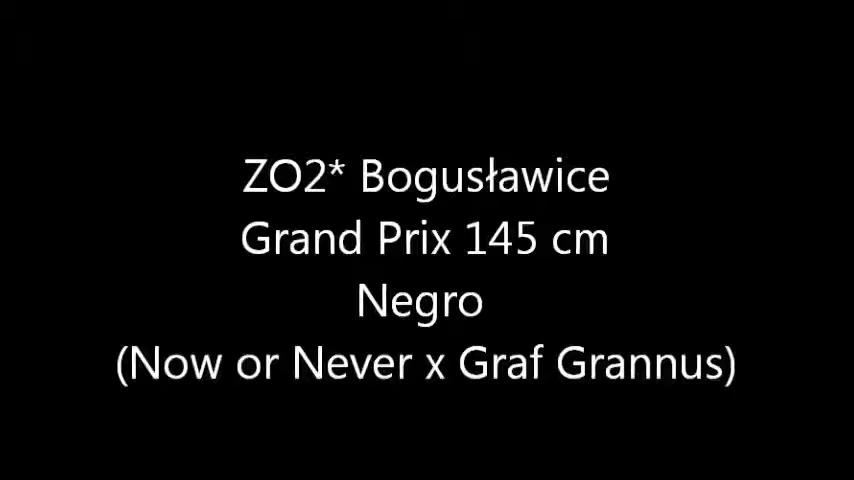 ZO2* Bogusławice
Grand Prix 145 cm
Negro
(Now or Never x Graf Grannus)